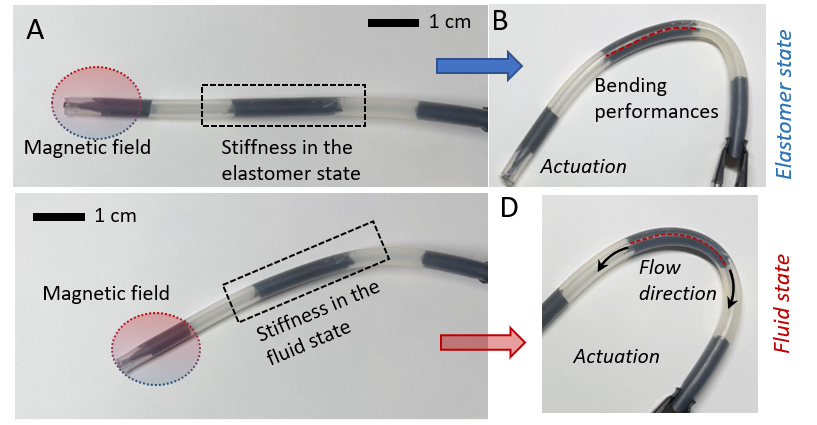 A
1 cm
B
Magnetic field
Stiffness in the
elastomer state
Bending
performances
Actuation
Elastomer state
1 cm
D
Magnetic field
Stiffness in the
fluid state
Flow
direction
Actuation
Fluid state